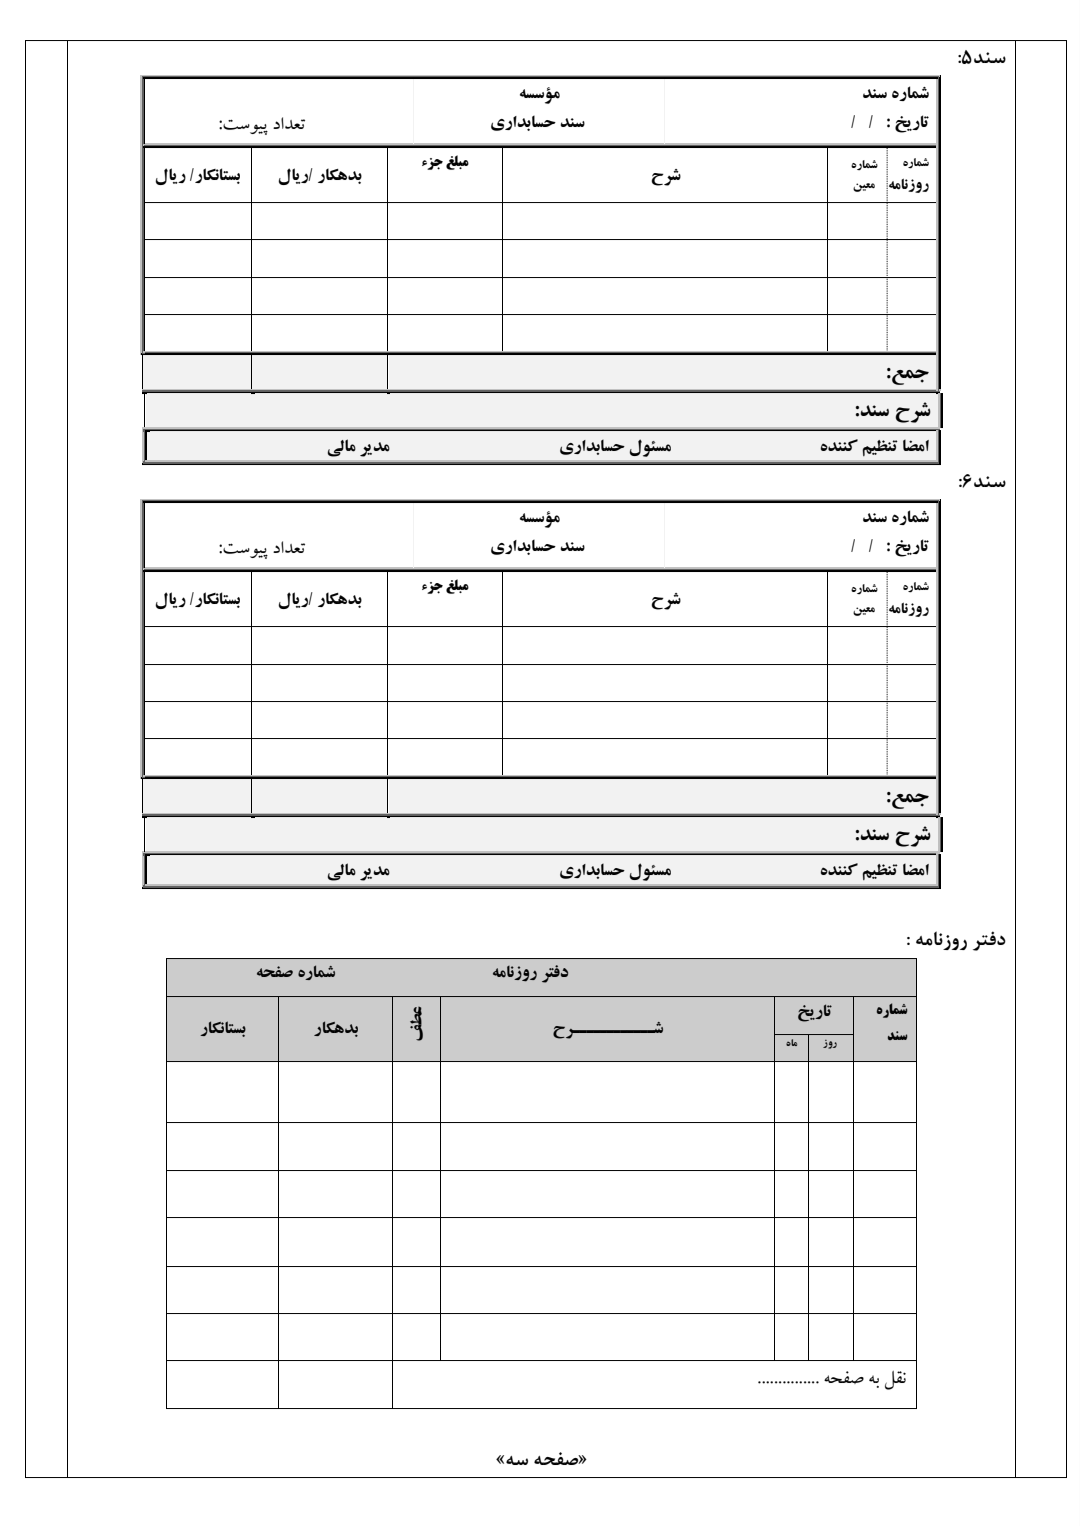 سند۵:
شماره سند مؤسسه
تاریخ : / / سند حسابداری تعداد پیوست:
شماره روزنامه شماره معین شرح مبلغ جزء بدهکار /ریال بستانکار/ ریال
جمع:
شرح سند:
امضا تنظیم کننده مسئول حسابداری مدیر مالی
سند۶:
شماره سند مؤسسه
تاریخ : / / سند حسابداری تعداد پیوست:
شماره روزنامه شماره معین شرح مبلغ جزء بدهکار /ریال بستانکار/ ریال
جمع:
شرح سند:
امضا تنظیم کننده مسئول حسابداری مدیر مالی
دفتر روزنامه :
دفتر روزنامه شماره صفحه
شماره سند تاریخ شـــــــــــــرح عطف بدهکار بستانکار
روز ماه
نقل به صفحه ...............
«صفحه سه»